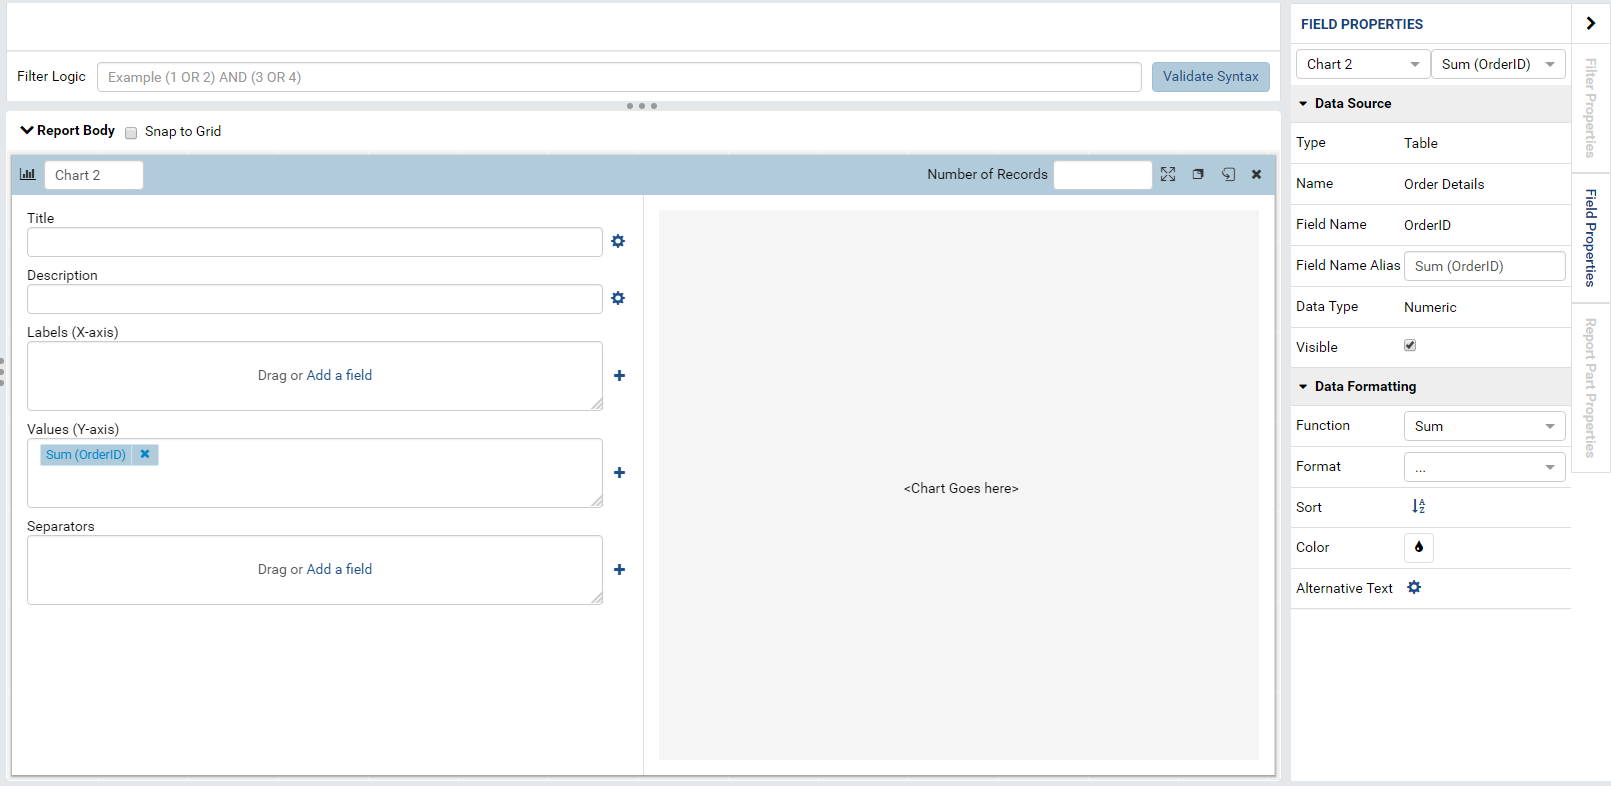 Filter Logic Example (1 OR 2) AND (3 OR 4) Validate Syntax
Report Body Snap to Grid
Chart 2 Number of Records
Title
Description
Labels (X-axis)
Drag or Add a field
Values (Y-axis)
Sum (OrderID)
Separators
Drag or Add a field
<Chart Goes here>
FIELD PROPERTIES
Chart 2 Sum (OrderID)
Data Source
Type Table
Name Order Details
Field Name OrderID
Field Name Alias Sum (OrderID)
Data Type Numeric
Visible
Data Formatting
Function Sum
Format ...
Sort A Z
Color
Alternative Text
Filter Properties
Field Properties
Report Part Properties